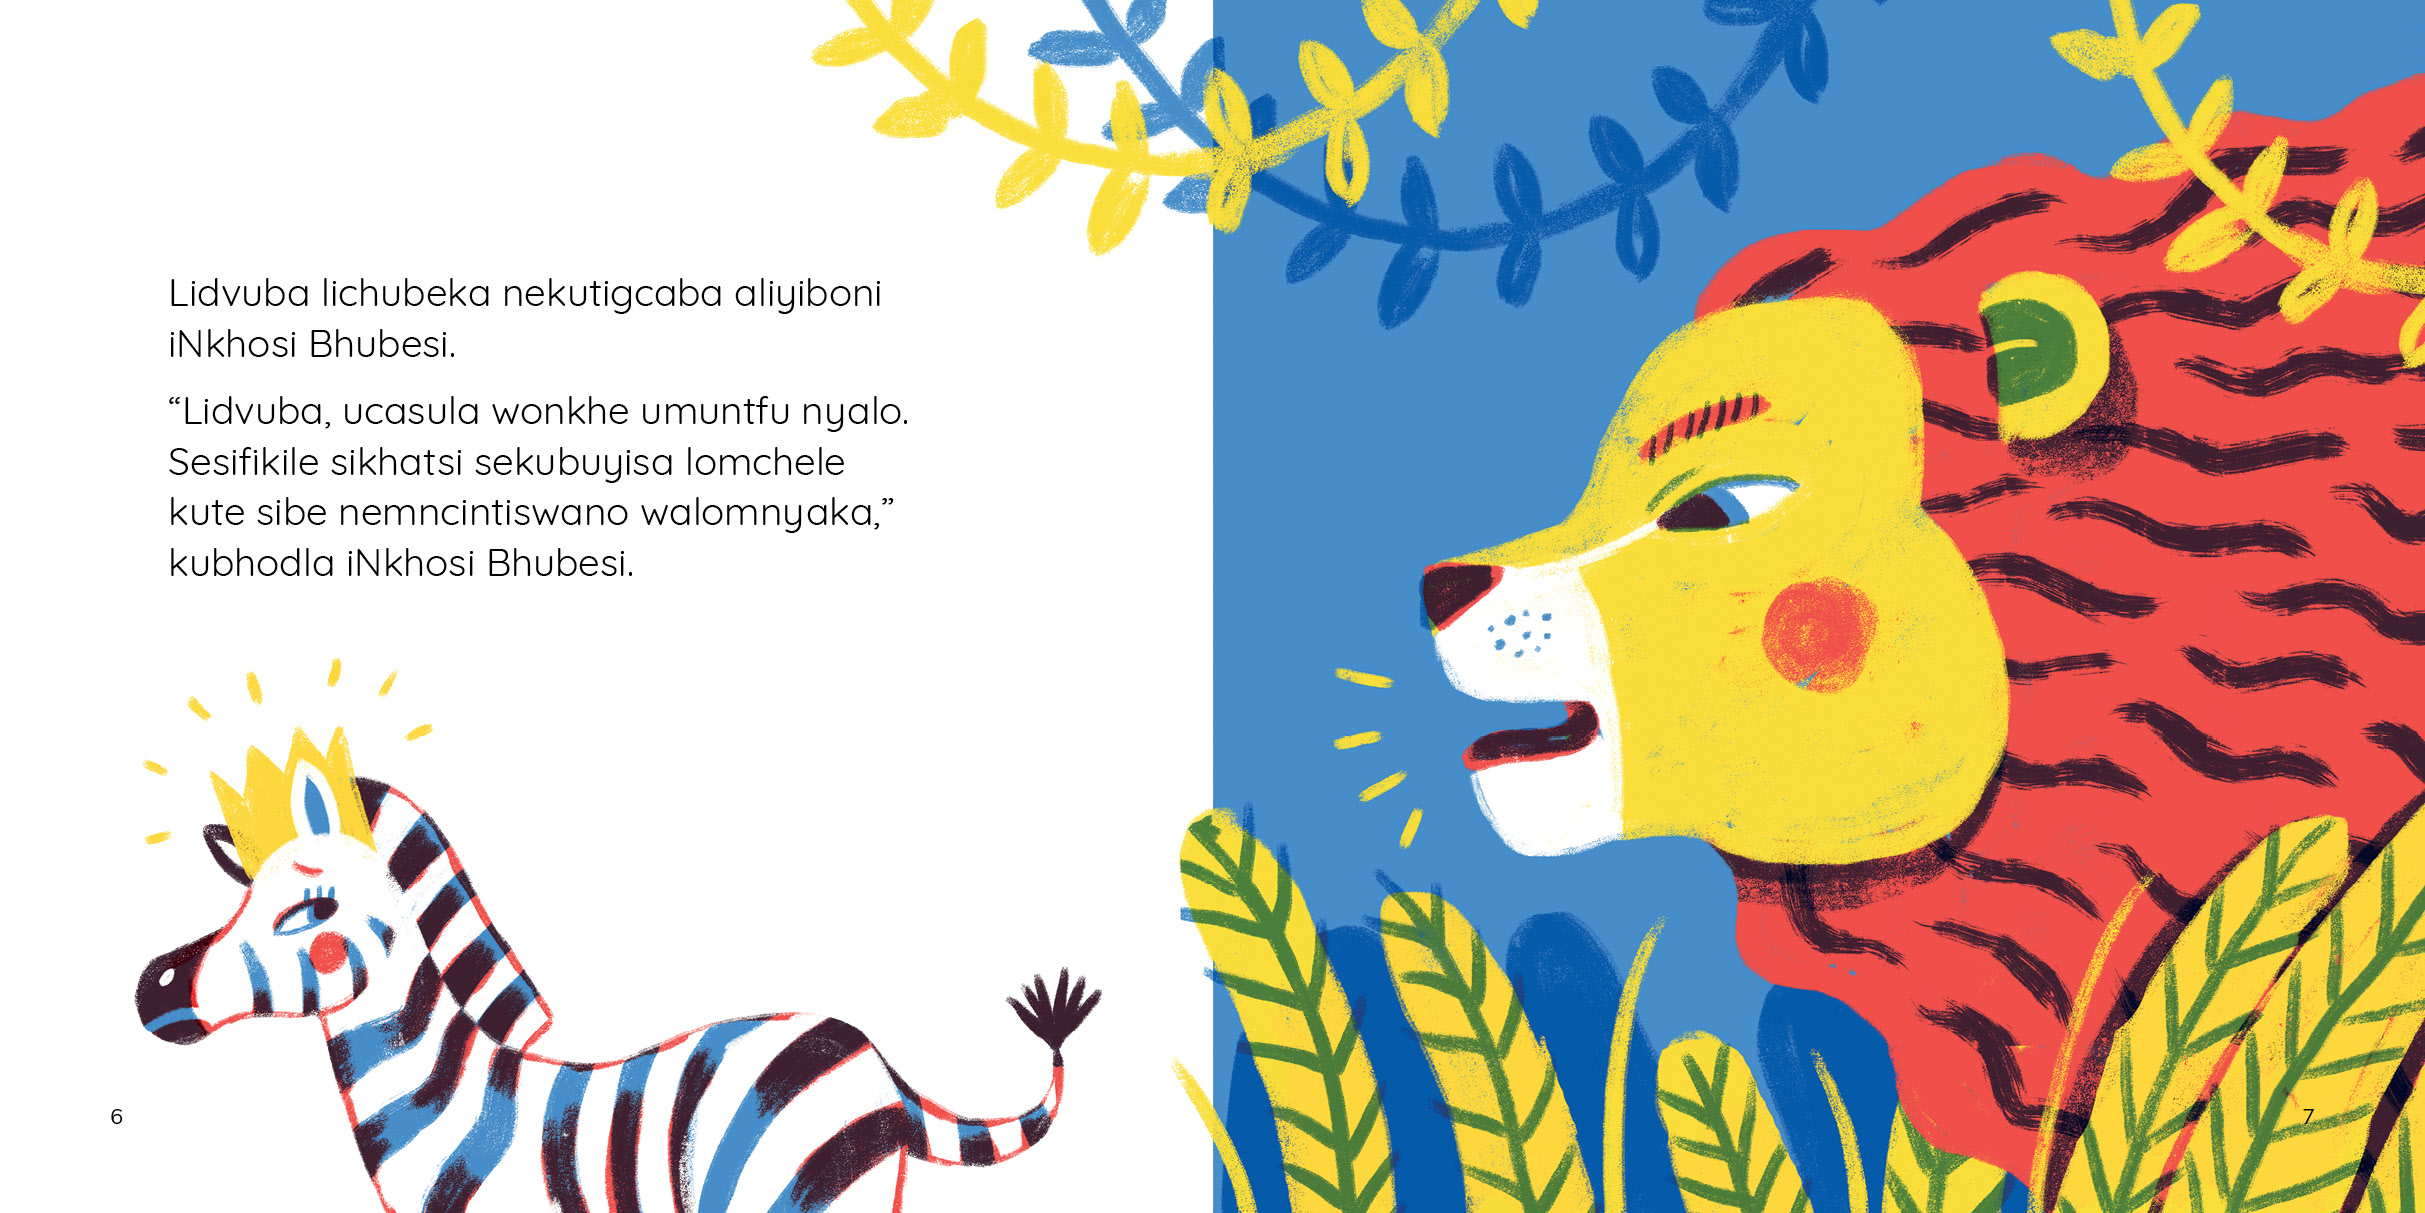 Lidvuba lichubeka nekutigcaba aliyiboni
iNkhosi Bhubesi.
“Lidvuba, ucasula wonkhe umuntfu nyalo.
Sesifikile sikhatsi sekubuyisa lomchele
kute sibe nemncintiswano walomnyaka,”
kubhodla iNkhosi Bhubesi.
6
7